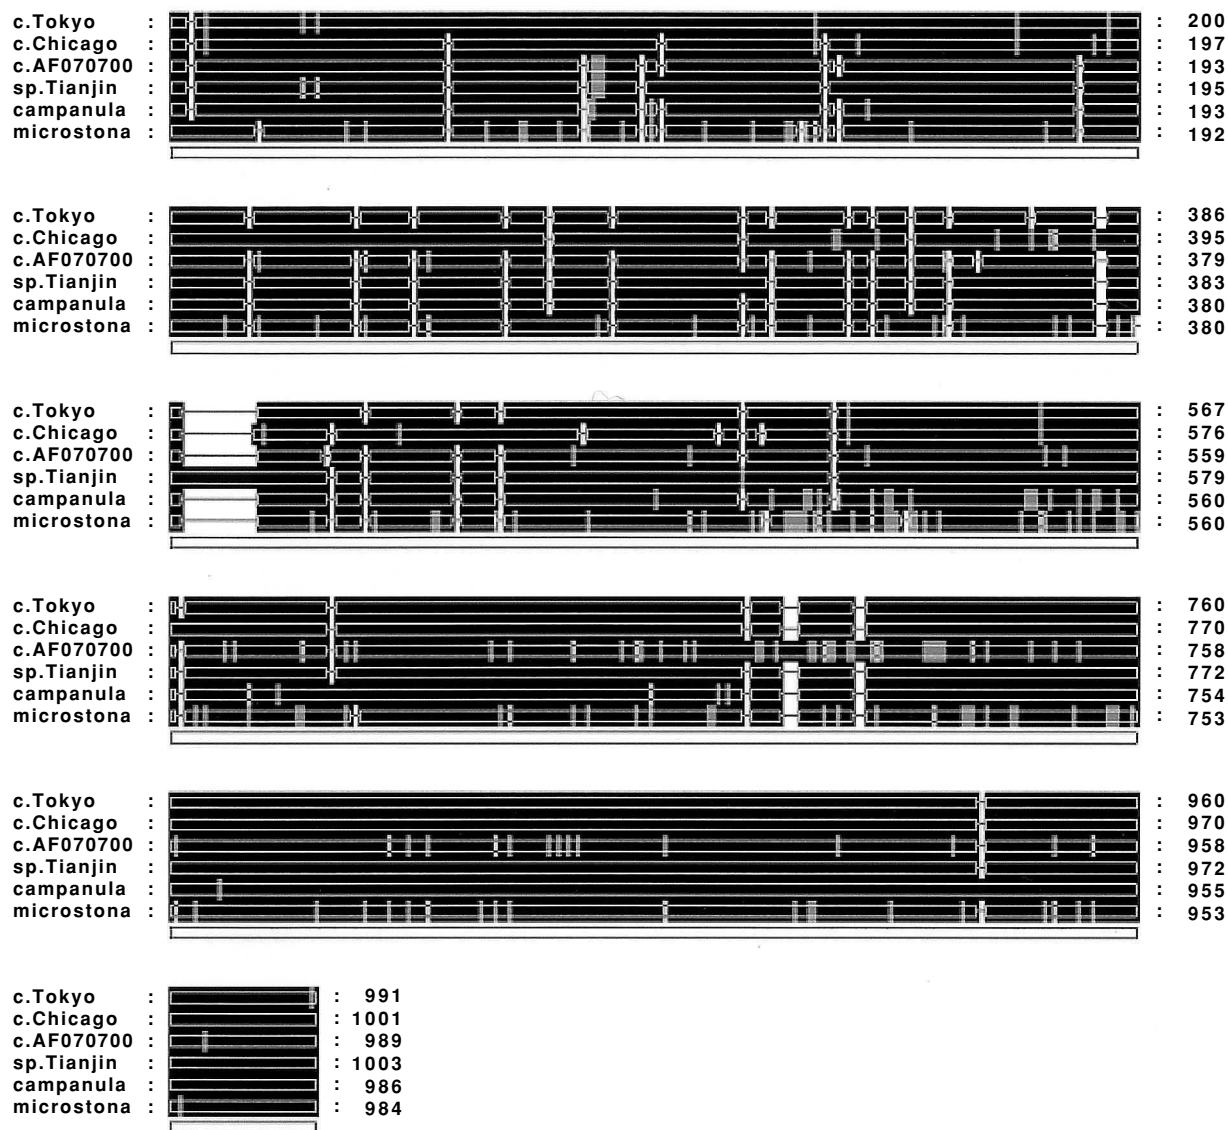 c.Tokyo : : 200
c.Chicago : : 197
c.AF070700 : : 193
sp.Tianjin : : 195
campanula : : 193
microstona : : 192
c.Tokyo : : 386
c.Chicago : : 395
c.AF070700 : : 379
sp.Tianjin : : 383
campanula : : 380
microstona : : 380
c.Tokyo : : 567
c.Chicago : : 576
c.AF070700 : : 559
sp.Tianjin : : 579
campanula : : 560
microstona : : 560
c.Tokyo : : 760
c.Chicago : : 770
c.AF070700 : : 758
sp.Tianjin : : 772
campanula : : 754
microstona : : 753
c.Tokyo : : 960
c.Chicago : : 970
c.AF070700 : : 958
sp.Tianjin : : 972
campanula : : 955
microstona : : 953
c.Tokyo : : 991
c.Chicago : : 1001
c.AF070700 : : 989
sp.Tianjin : : 1003
campanula : : 986
microstona : : 984